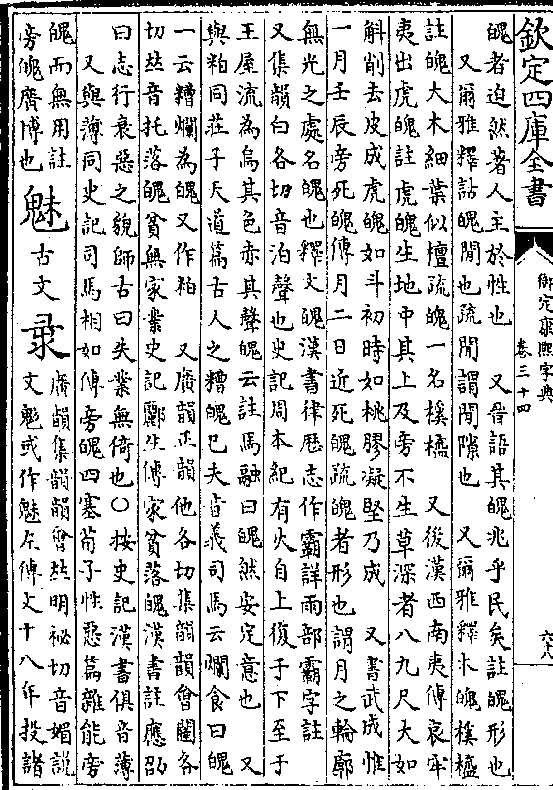 欽定四庫全書
御定康熙字典
卷三十四
六八
魄者迫然著人主於性也　又晉語其魄兆乎民矣註魄形也
又爾雅釋詁魄閒也疏閒謂閒隙也　又爾雅釋木魄榽橀
註魄大木細葉似檀疏魄一名榽橀　又後漢西南夷傳哀牢
夷出虎魄註虎魄生地中其上及旁不生草深者八九尺大如
斛削去皮成虎魄如斗初時如桃膠凝堅乃成　又書武成惟
一月壬辰旁死魄傳月二日近死魄疏魄者形也謂月之輪郭
無光之處名魄也釋文魄漢書律歷志作霸詳雨部霸字註
又集韻白各切音泊聲也史記周本紀有火自上復于下至于
王屋流為烏其色赤其聲魄云註馬融曰魄然安定意也　又
與粕同莊子天道篇古人之糟魄已夫音義司馬云爛食曰魄
一云糟爛為魄又作粕　又廣韻正韻他各切集韻韻會闥各
切𠀤音托落魄貧無家業史記酈生傳家貧落魄漢書註應劭
曰志行衰惡之貌師古曰失業無倚也○按史記漢書俱音薄
又與薄同史記司馬相如傳旁魄四塞荀子性惡篇雜能旁
魄而無用註
旁魄廣博也
魅
古文
㣇
廣韻集韻韻會𠀤明祕切音媚說
文鬽或作魅左傳文十八年投諸